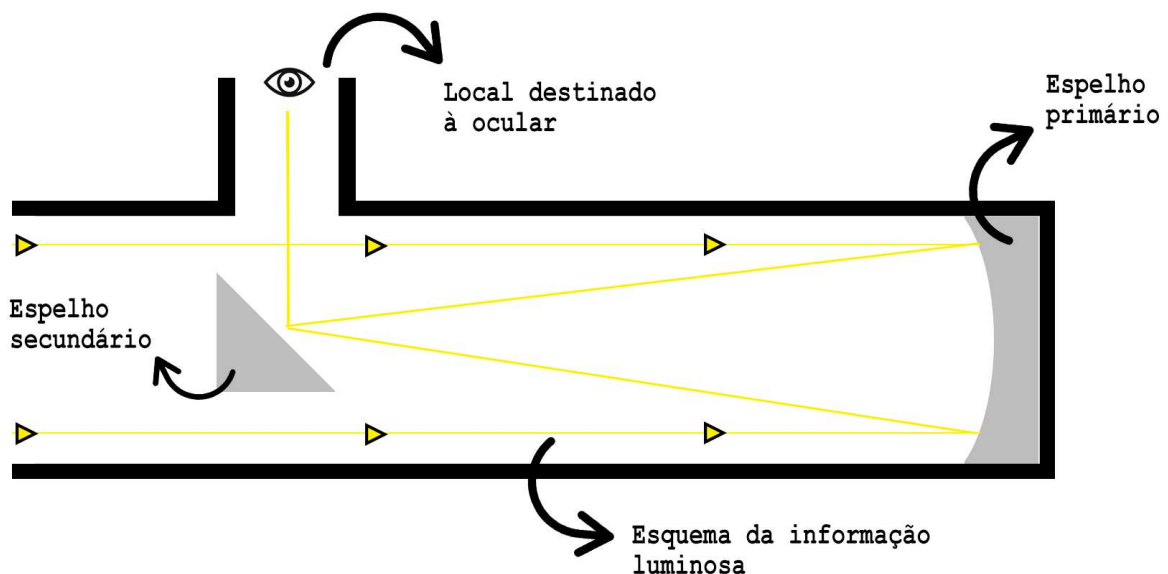 Local destinado
à ocular
Espelho
primário
Espelho
secundário
Esquema da informação
luminosa